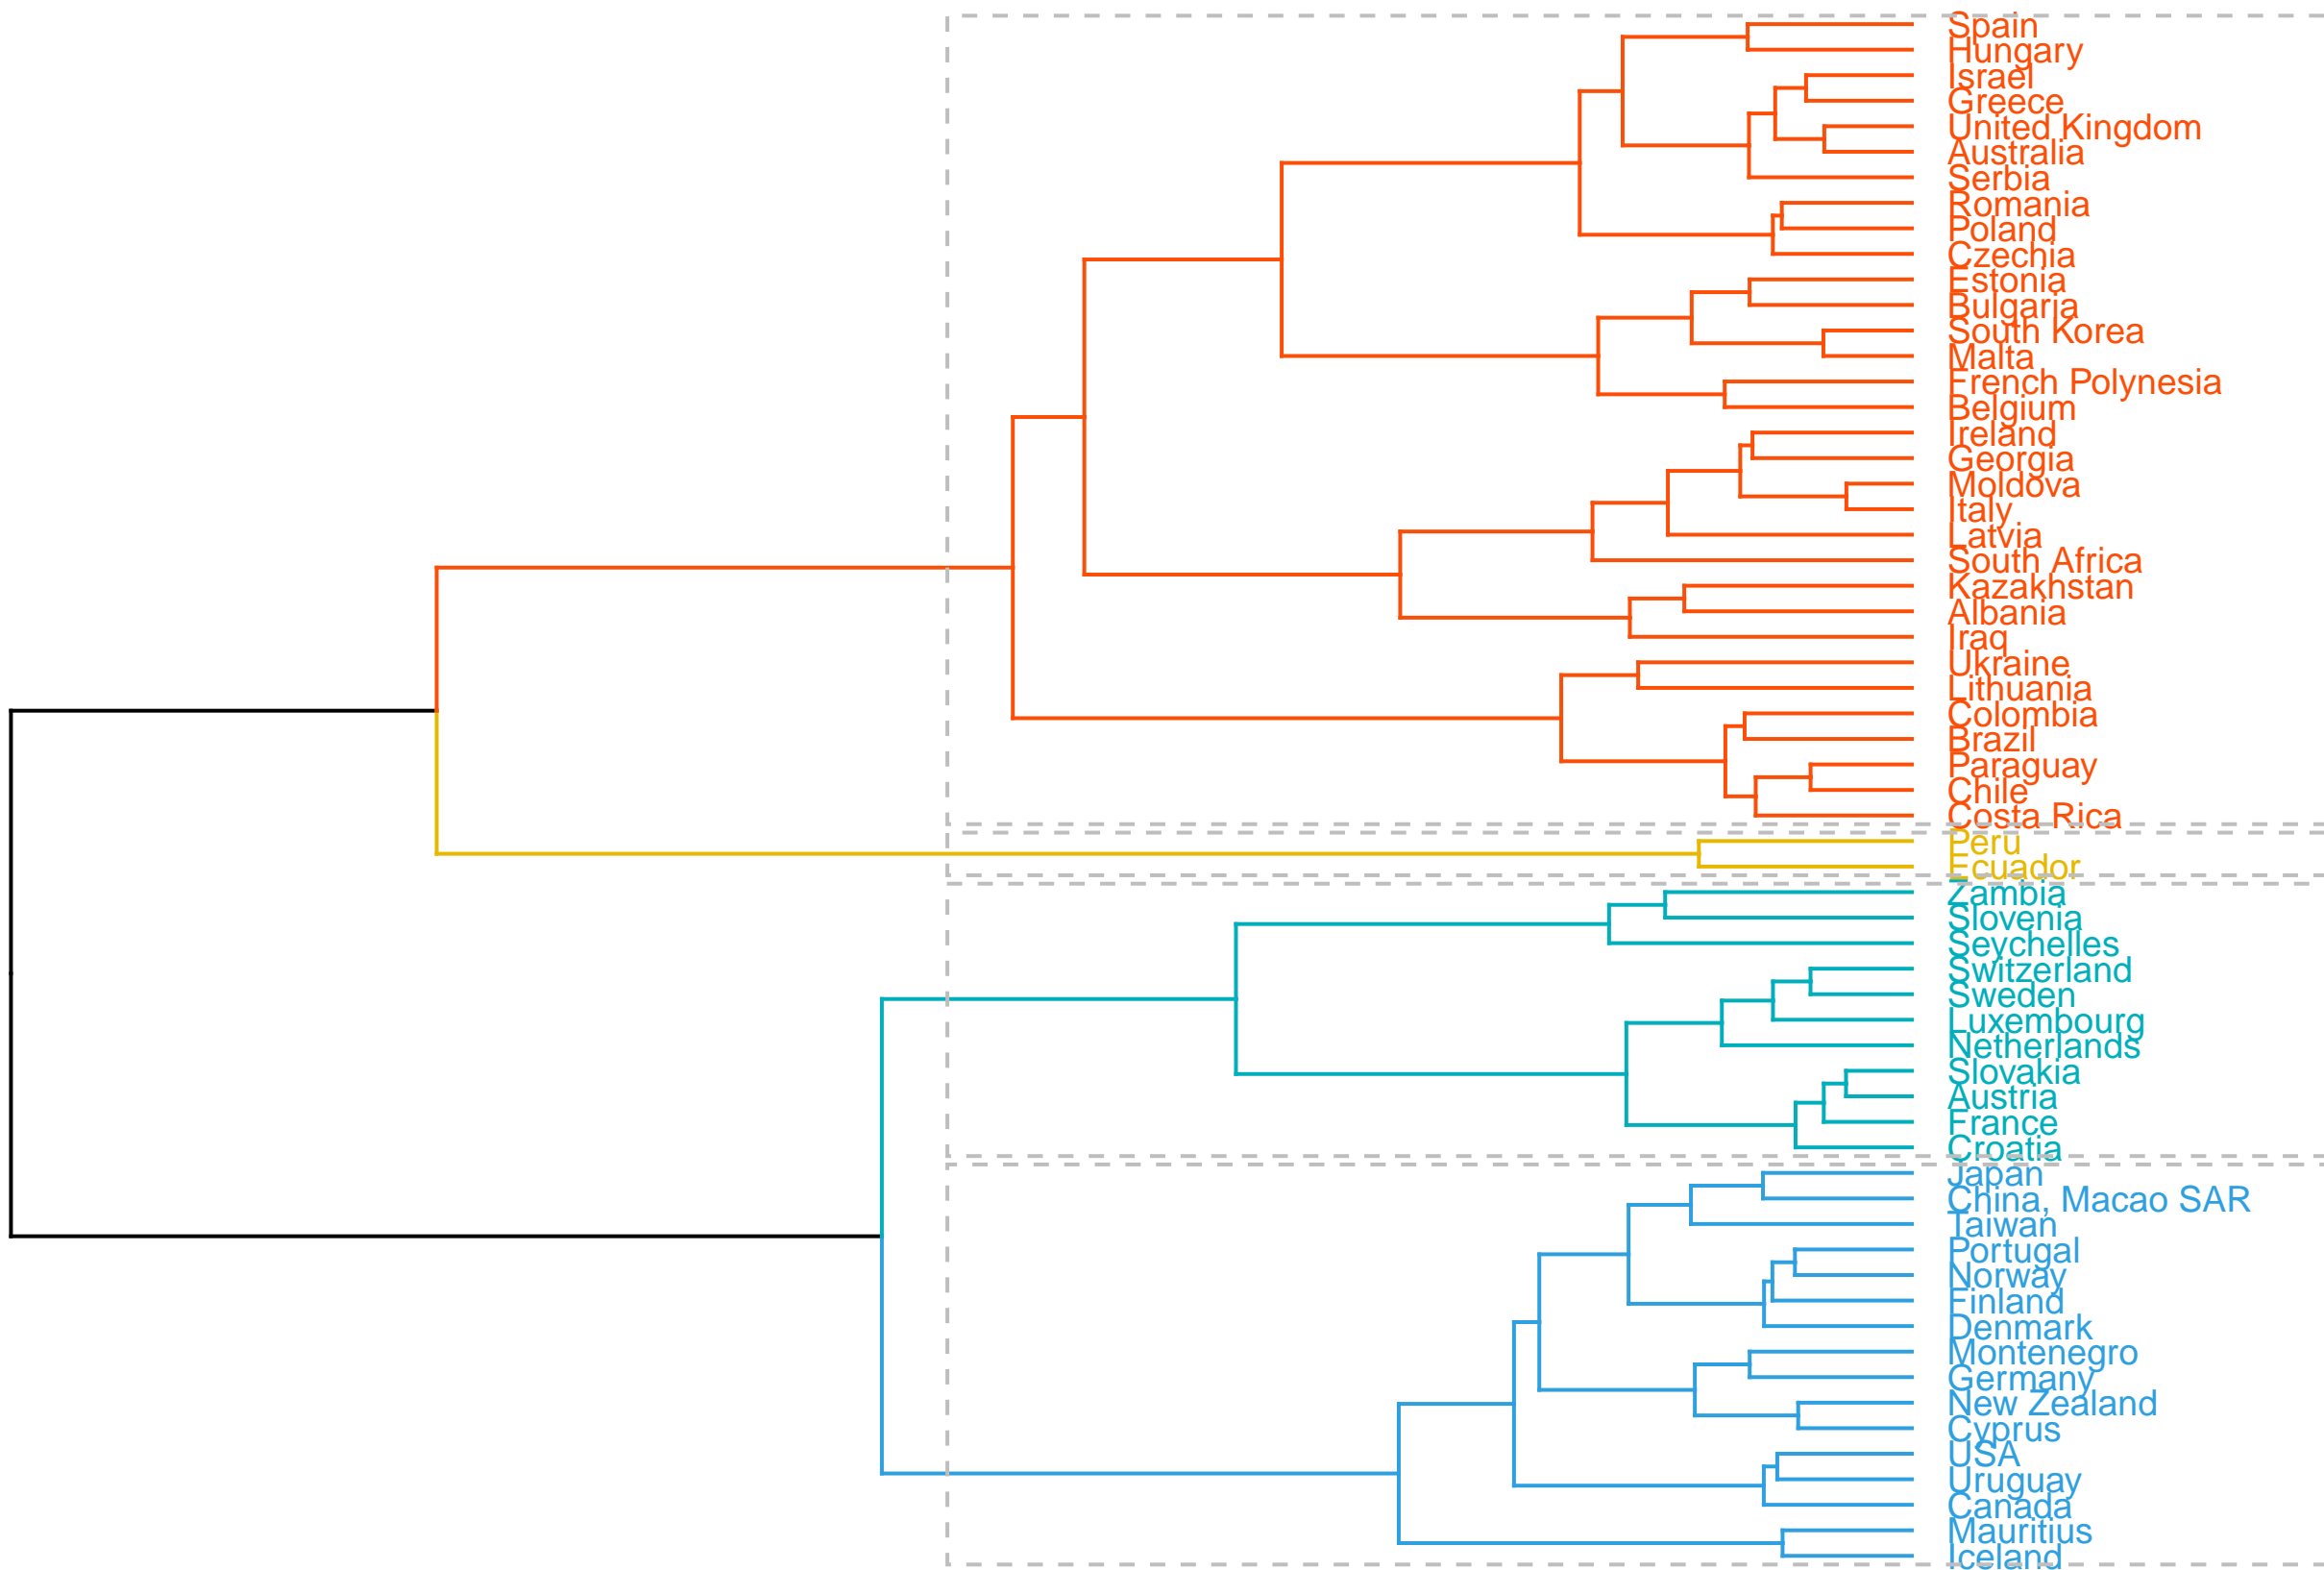 Spain
Hungary
Israel
Greece
United Kingdom
Australia
Serbia
Romania
Poland
Czechia
Estonia
Bulgaria
South Korea
Malta
French Polynesia
Belgium
Ireland
Georgia
Moldova
Italy
Latvia
South Africa
Kazakhstan
Albania
Iraq
Ukraine
Lithuania
Colombia
Brazil
Paraguay
Chile
Costa Rica
Peru
Ecuador
Zambia
Slovenia
Seychelles
Switzerland
Sweden
Luxembourg
Netherlands
Slovakia
Austria
France
Croatia
Japan
China, Macao SAR
Taiwan
Portugal
Norway
Finland
Denmark
Montenegro
Germany
New Zealand
Cyprus
USA
Uruguay
Canada
Mauritius
Iceland